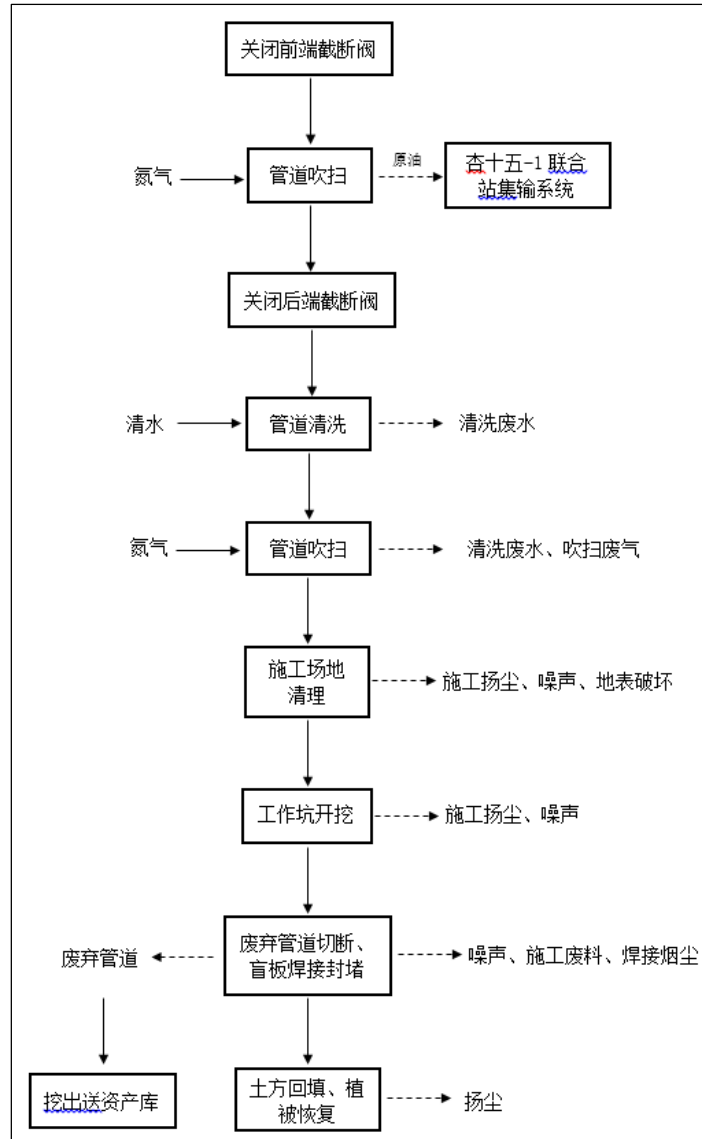 关闭前端截断阀
氮气
管道吹扫
原油
杏十五-1 联合
站集输系统
关闭后端截断阀
清水
管道清洗
清洗废水
氮气
管道吹扫
清洗废水、吹扫废气
施工场地
清理
施工扬尘、噪声、地表破坏
工作坑开挖
施工扬尘、噪声
废弃管道
废弃管道切断、
盲板焊接封堵
噪声、施工废料、焊接烟尘
挖出送资产库
土方回填、植
被恢复
扬尘